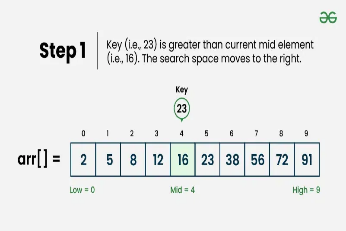 Step 1
Key (i.e., 23) is greater than current mid element
(i.e., 16). The search space moves to the right.
Key
23
0 1 2 3 4 5 6 7 8 9
arr[] = 2 5 8 12 16 23 38 56 72 91
Low = 0 Mid = 4 High = 9